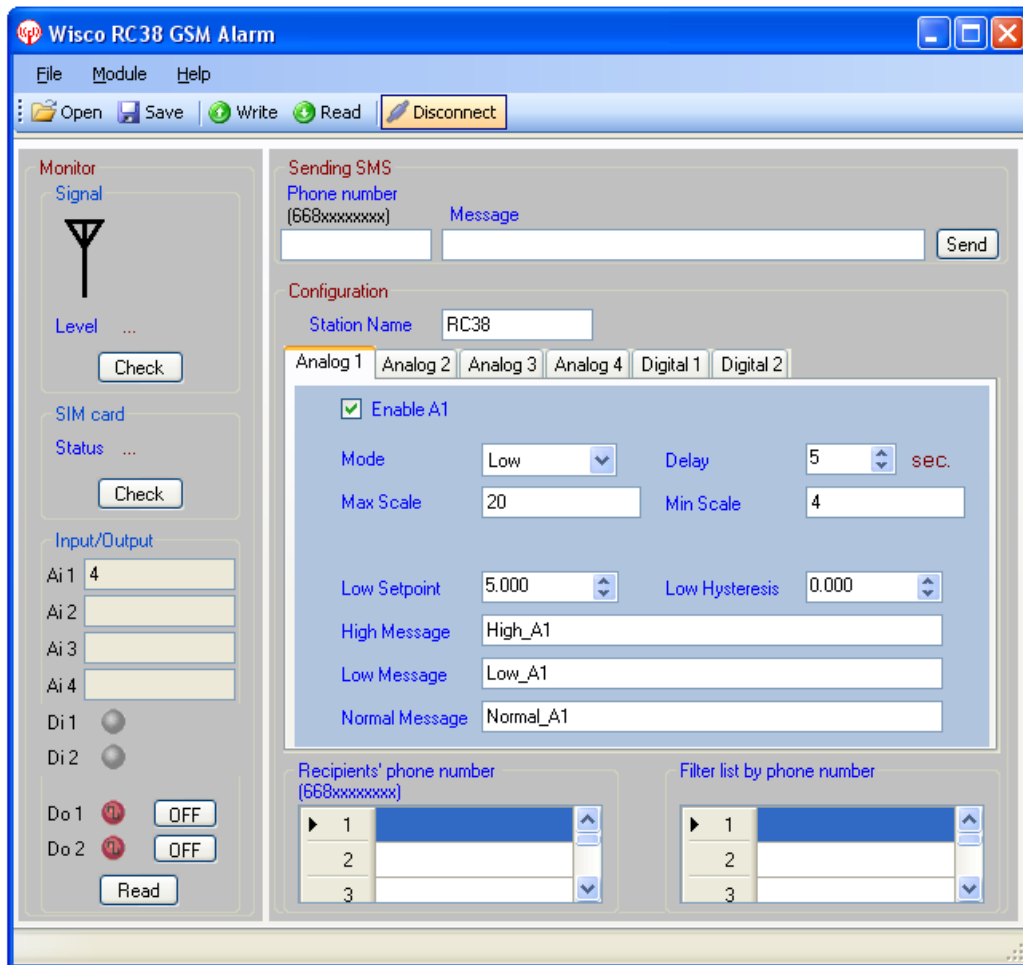 Wisco RC38 GSM Alarm
File Module Help
Open Save Write Read Disconnect
Monitor
Signal
Level ...
Check
SIM card
Status ...
Check
Input/Output
Ai 1 4
Ai 2
Ai 3
Ai 4
Di 1
Di 2
Do 1 OFF
Do 2 OFF
Read
Sending SMS
Phone number
(668xxxxxxxx) Message
Send
Configuration
Station Name RC38
Analog 1 Analog 2 Analog 3 Analog 4 Digital 1 Digital 2
Enable A1
Mode Low Delay 5 sec.
Max Scale 20 Min Scale 4
Low Setpoint 5.000 Low Hysteresis 0.000
High Message High_A1
Low Message Low_A1
Normal Message Normal_A1
Recipients' phone number
(668xxxxxxxx)
1
2
3
Filter list by phone number
1
2
3